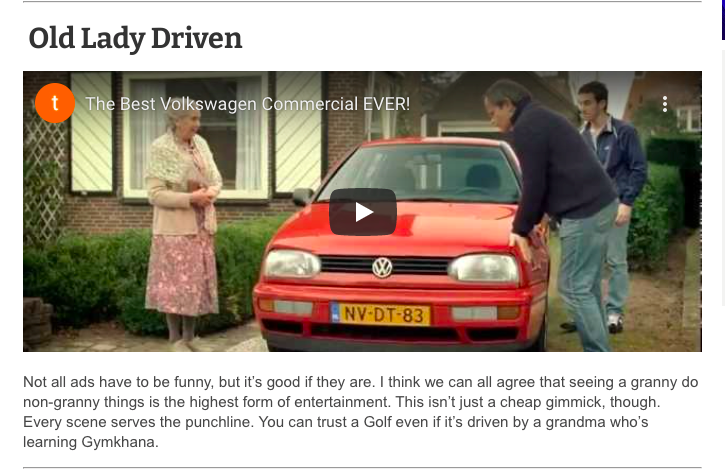 Old Lady Driven
t
The Best Volkswagen Commercial EVER!
NV-DT-83
Not all ads have to be funny, but it’s good if they are. I think we can all agree that seeing a granny do
non-granny things is the highest form of entertainment. This isn’t just a cheap gimmick, though.
Every scene serves the punchline. You can trust a Golf even if it’s driven by a grandma who’s
learning Gymkhana.